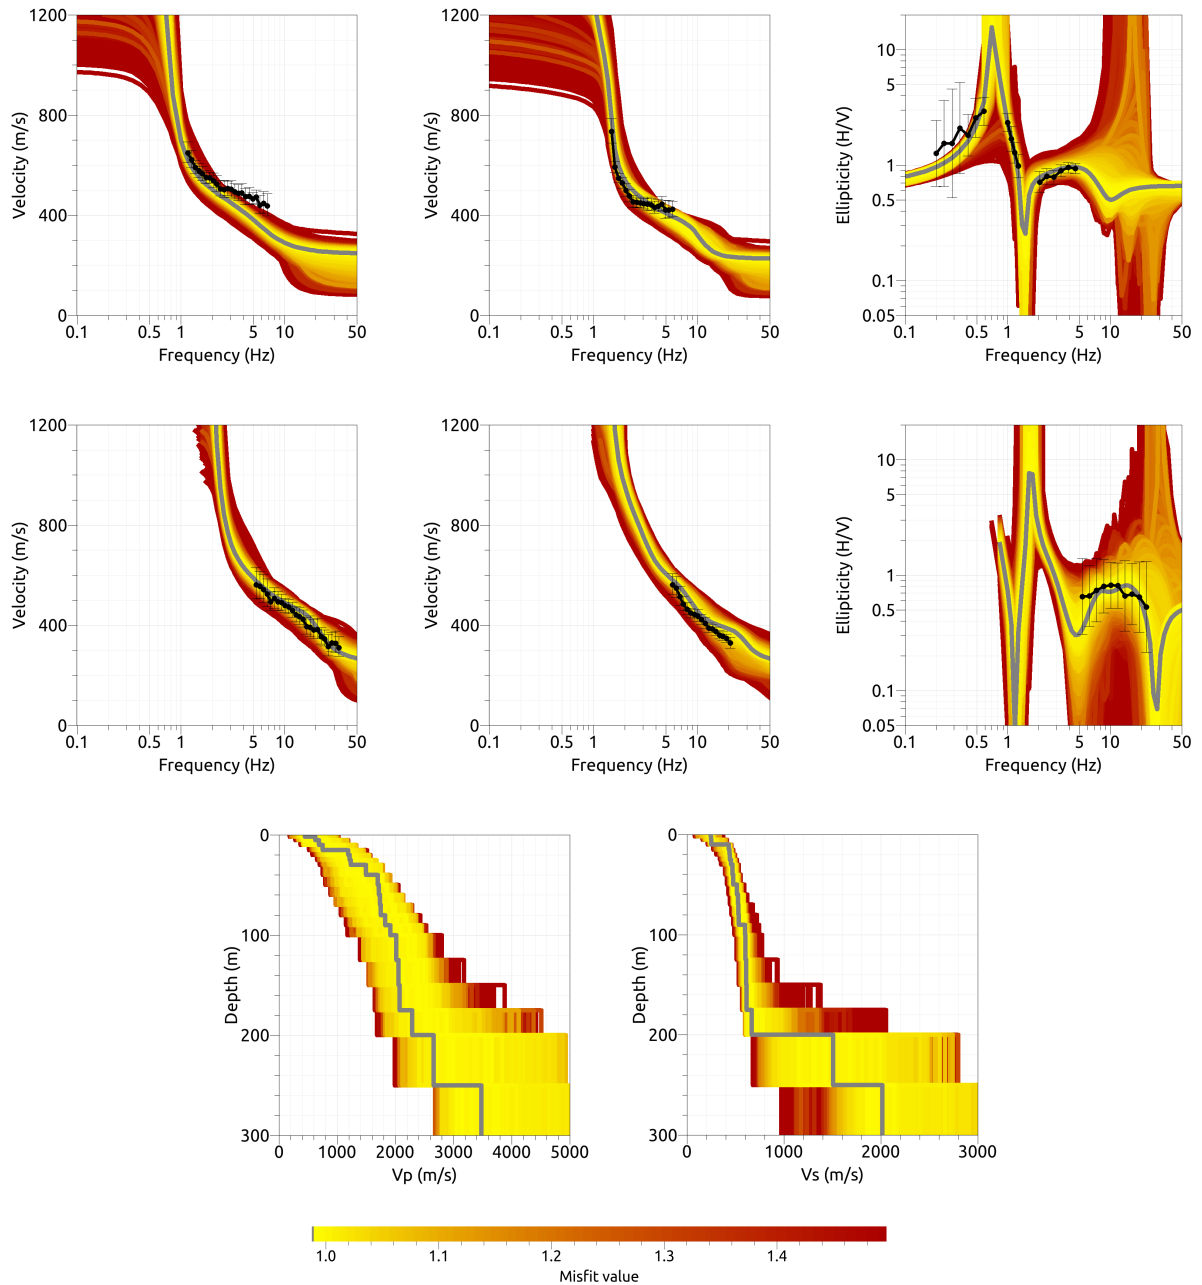 1200
800
400
0
Velocity (m/s)
0.1 0.5 1 5 10 50
Frequency (Hz)
1200
800
400
0
Velocity (m/s)
0.1 0.5 1 5 10 50
Frequency (Hz)
10
5
1
0.5
0.1
0.05
Ellipticity (H/V)
0.1 0.5 1 5 10 50
Frequency (Hz)
1200
800
400
0
Velocity (m/s)
0.1 0.5 1 5 10 50
Frequency (Hz)
1200
800
400
0
Velocity (m/s)
0.1 0.5 1 5 10 50
Frequency (Hz)
10
5
1
0.5
0.1
0.05
Ellipticity (H/V)
0.1 0.5 1 5 10 50
Frequency (Hz)
0
100
200
300
Depth (m)
0 1000 2000 3000 4000 5000
Vp (m/s)
0
100
200
300
Depth (m)
0 1000 2000 3000
Vs (m/s)
1.0 1.1 1.2 1.3 1.4
Misfit value